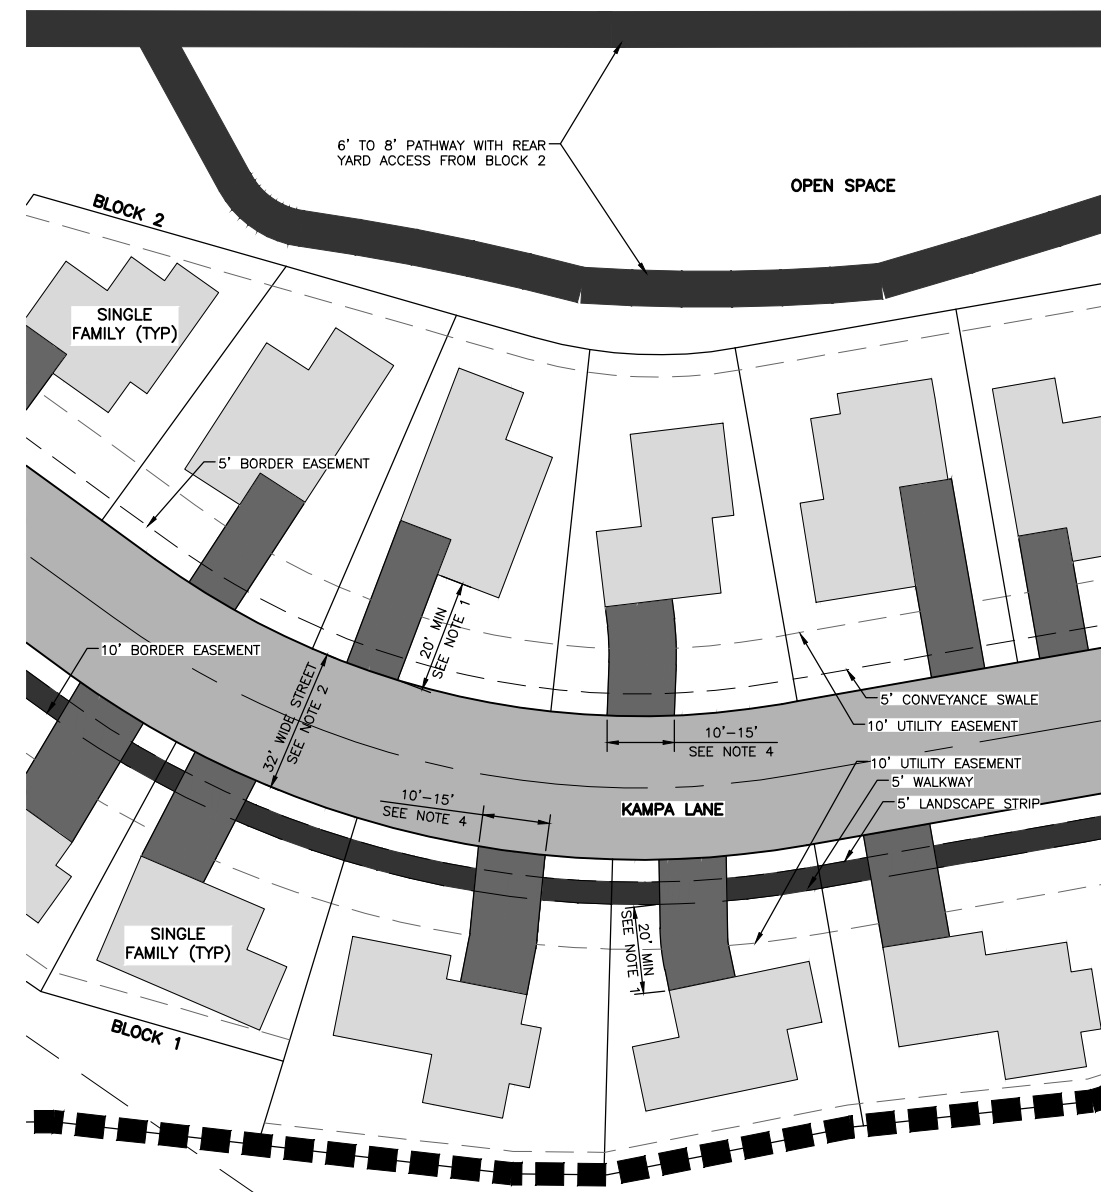 6' TO 8' PATHWAY WITH REAR
YARD ACCESS FROM BLOCK 2
OPEN SPACE
BLOCK 2
SINGLE
FAMILY (TYP)
5' BORDER EASEMENT
20' MIN
SEE NOTE 1
10' BORDER EASEMENT
32' WIDE STREET
SEE NOTE 2
5' CONVEYANCE SWALE
10' UTILITY EASEMENT
10'-15'
SEE NOTE 4
10' UTILITY EASEMENT
5' WALKWAY
5' LANDSCAPE STRIP
10'-15'
SEE NOTE 4
KAMPA LANE
20' MIN
SEE NOTE 1
SINGLE
FAMILY (TYP)
BLOCK 1